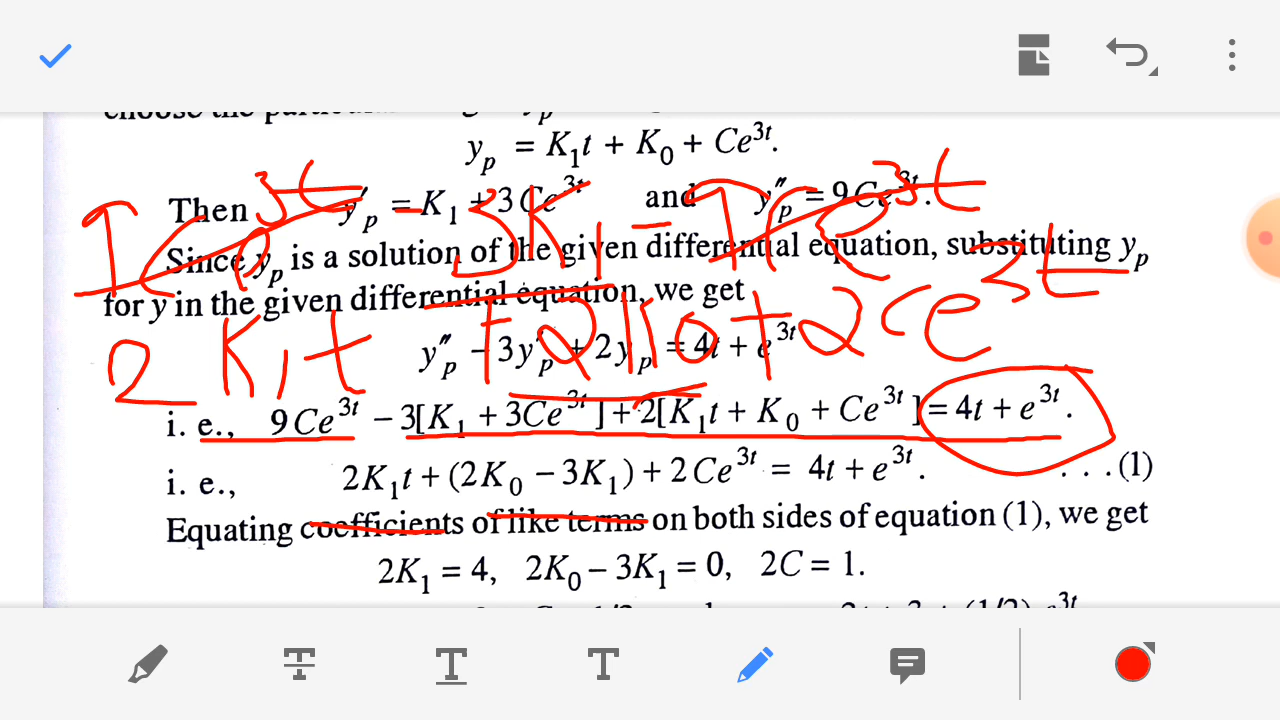 y_p = K_1t + K_0 + Ce^{3t}.
Then y'_p = K_1 + 3Ce^{3t} and y''_p = 9Ce^{3t}.
Since y_p is a solution of the given differential equation, substituting y_p
for y in the given differential equation, we get
y''_p - 3y'_p + 2y_p = 4t + e^{3t}
i. e., 9Ce^{3t} - 3[K_1 + 3Ce^{3t}] + 2[K_1t + K_0 + Ce^{3t}] = 4t + e^{3t}.
i. e., 2K_1t + (2K_0 - 3K_1) + 2Ce^{3t} = 4t + e^{3t}. . . .(1)
Equating coefficients of like terms on both sides of equation (1), we get
2K_1 = 4, 2K_0 - 3K_1 = 0, 2C = 1.
3t - 3K_1 - 3t
2K_1t + 2K_0 + 2Ce^{3t}